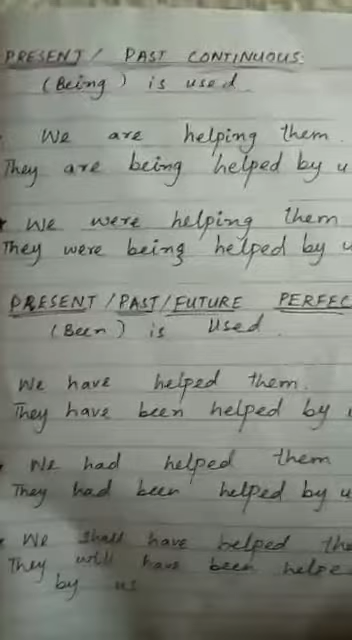 PRESENT / PAST CONTINUOUS.
(Being) is used.
We are helping them.
They are being helped by u
We were helping them
They were being helped by u
PRESENT / PAST / FUTURE PERFEC
(Been) is used.
We have helped them.
They have been helped by
We had helped them
They had been helped by u
We shall have helped the
They will have been helpe
by us